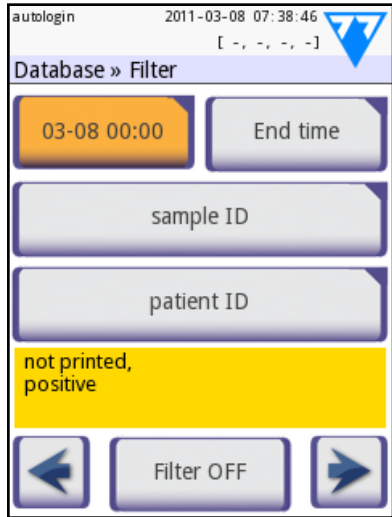 autologin 2011-03-08 07:38:46
[ -, -, -, -]
Database » Filter
03-08 00:00 End time
sample ID
patient ID
not printed,
positive
Filter OFF